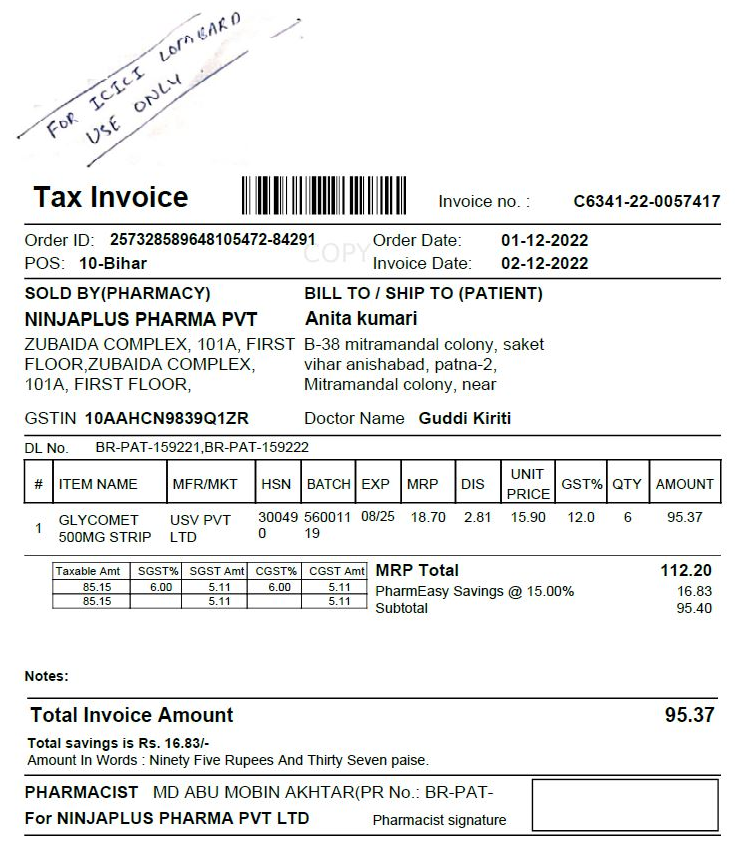 FOR ICICI LOMBARD
USE ONLY
Tax Invoice
Invoice no. : C6341-22-0057417
Order ID: 257328589648105472-84291
COPY
Order Date: 01-12-2022
POS: 10-Bihar
Invoice Date: 02-12-2022
SOLD BY(PHARMACY)
NINJAPLUS PHARMA PVT
ZUBAIDA COMPLEX, 101A, FIRST
FLOOR,ZUBAIDA COMPLEX,
101A, FIRST FLOOR,
GSTIN 10AAHCN9839Q1ZR
BILL TO / SHIP TO (PATIENT)
Anita kumari
B-38 mitramandal colony, saket
vihar anishabad, patna-2,
Mitramandal colony, near
Doctor Name Guddi Kiriti
DL No. BR-PAT-159221,BR-PAT-159222
# ITEM NAME MFR/MKT HSN BATCH EXP MRP DIS UNIT PRICE GST% QTY AMOUNT
1 GLYCOMET 500MG STRIP USV PVT LTD 300490 56001119 08/25 18.70 2.81 15.90 12.0 6 95.37
Taxable Amt SGST% SGST Amt CGST% CGST Amt
85.15 6.00 5.11 6.00 5.11
85.15 5.11 5.11
MRP Total 112.20
PharmEasy Savings @ 15.00% 16.83
Subtotal 95.40
Notes:
Total Invoice Amount 95.37
Total savings is Rs. 16.83/-
Amount In Words : Ninety Five Rupees And Thirty Seven paise.
PHARMACIST MD ABU MOBIN AKHTAR(PR No.: BR-PAT-
For NINJAPLUS PHARMA PVT LTD
Pharmacist signature